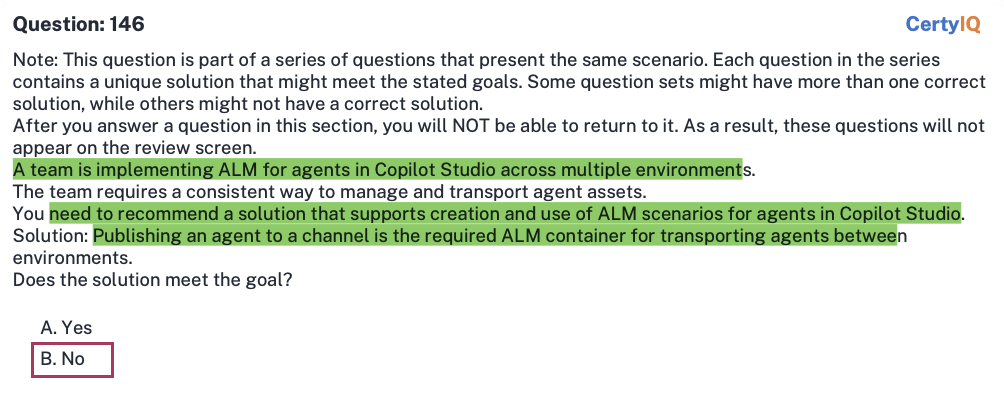 Question: 146
CertyIQ
Note: This question is part of a series of questions that present the same scenario. Each question in the series
contains a unique solution that might meet the stated goals. Some question sets might have more than one correct
solution, while others might not have a correct solution.
After you answer a question in this section, you will NOT be able to return to it. As a result, these questions will not
appear on the review screen.
A team is implementing ALM for agents in Copilot Studio across multiple environments.
The team requires a consistent way to manage and transport agent assets.
You need to recommend a solution that supports creation and use of ALM scenarios for agents in Copilot Studio.
Solution: Publishing an agent to a channel is the required ALM container for transporting agents between
environments.
Does the solution meet the goal?
A. Yes
B. No